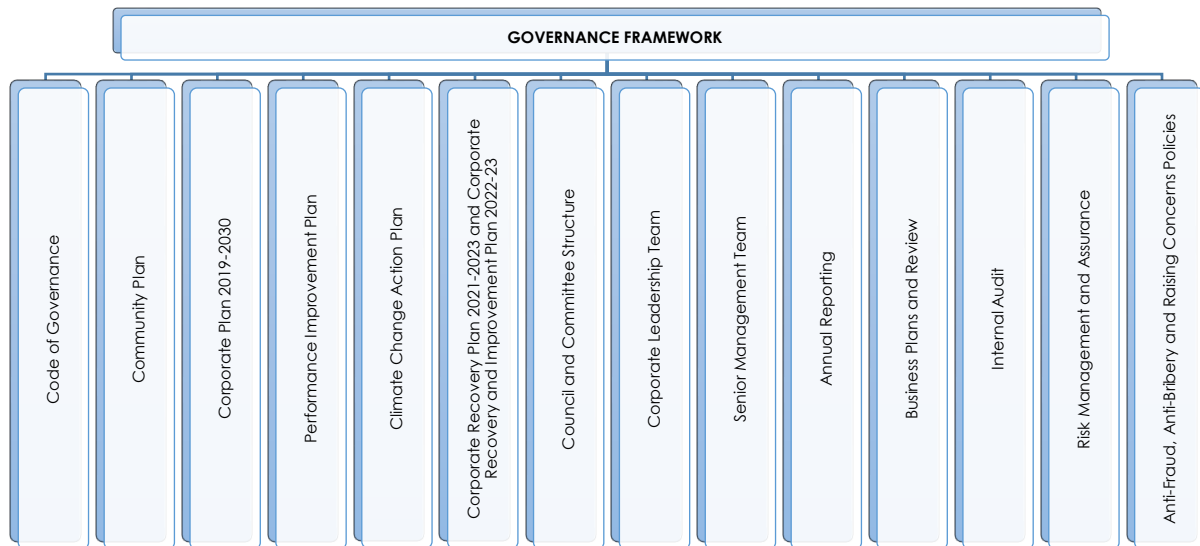 GOVERNANCE FRAMEWORK
Code of Governance
Community Plan
Corporate Plan 2019-2030
Performance Improvement Plan
Climate Change Action Plan
Corporate Recovery Plan 2021-2023 and Corporate
Recovery and Improvement Plan 2022-23
Council and Committee Structure
Corporate Leadership Team
Senior Management Team
Annual Reporting
Business Plans and Review
Internal Audit
Risk Management and Assurance
Anti-Fraud, Anti-Bribery and Raising Concerns Policies